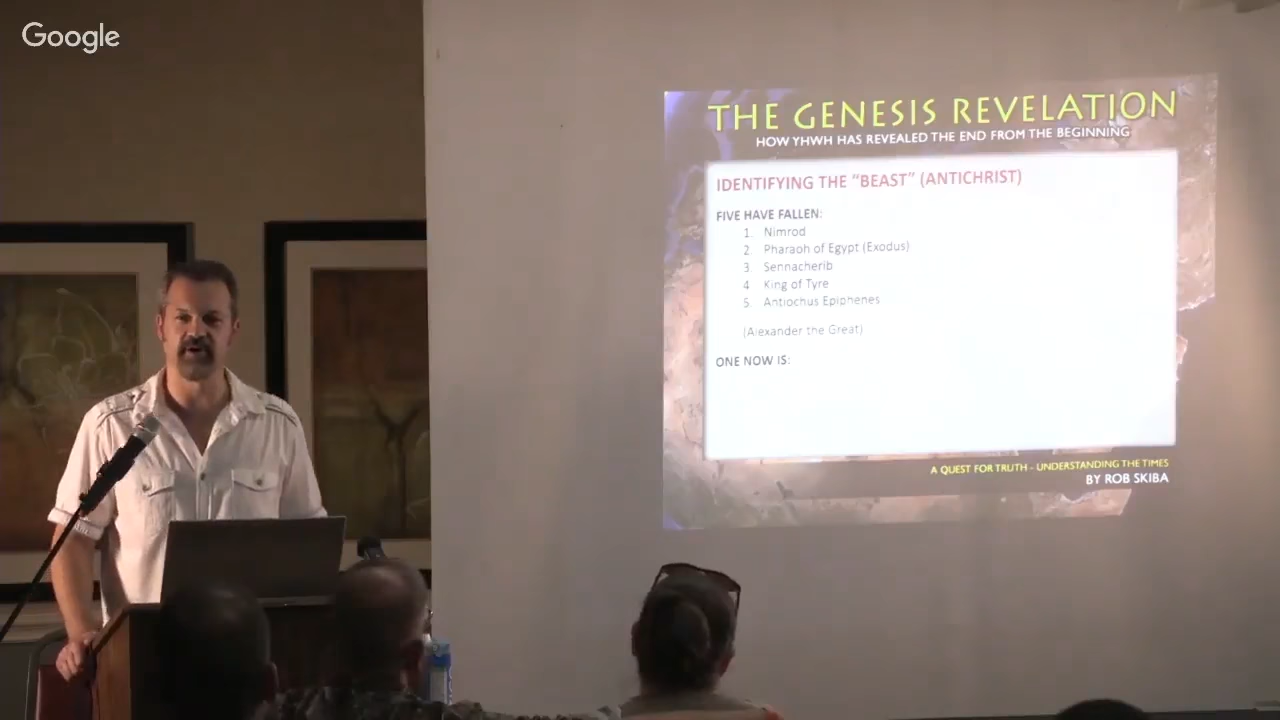 Google
THE GENESIS REVELATION
HOW YHWH HAS REVEALED THE END FROM THE BEGINNING
IDENTIFYING THE "BEAST" (ANTICHRIST)
FIVE HAVE FALLEN:
1. Nimrod
2. Pharaoh of Egypt (Exodus)
3. Sennacherib
4. King of Tyre
5. Antiochus Epiphenes
(Alexander the Great)
ONE NOW IS:
A QUEST FOR TRUTH - UNDERSTANDING THE TIMES
BY ROB SKIBA